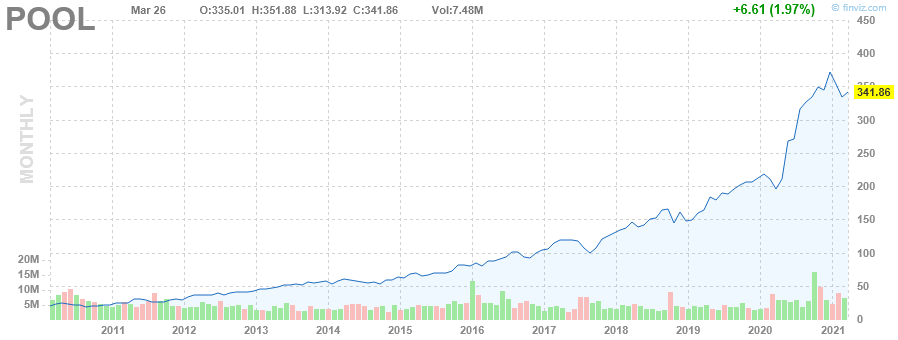 POOL
Mar 26 O:335.01 H:351.88 L:313.92 C:341.86 Vol:7.48M
+6.61 (1.97%)
© finviz.com
MONTHLY
450
400
350
341.86
300
250
200
150
100
50
0
20M
15M
10M
5M
2011 2012 2013 2014 2015 2016 2017 2018 2019 2020 2021